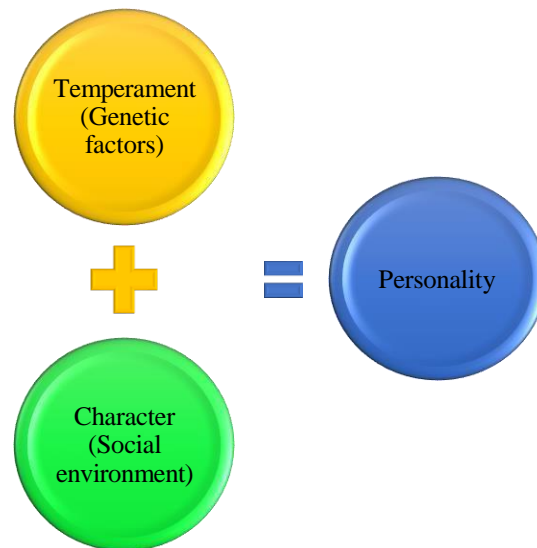 Temperament
(Genetic
factors)
Personality
Character
(Social
environment)